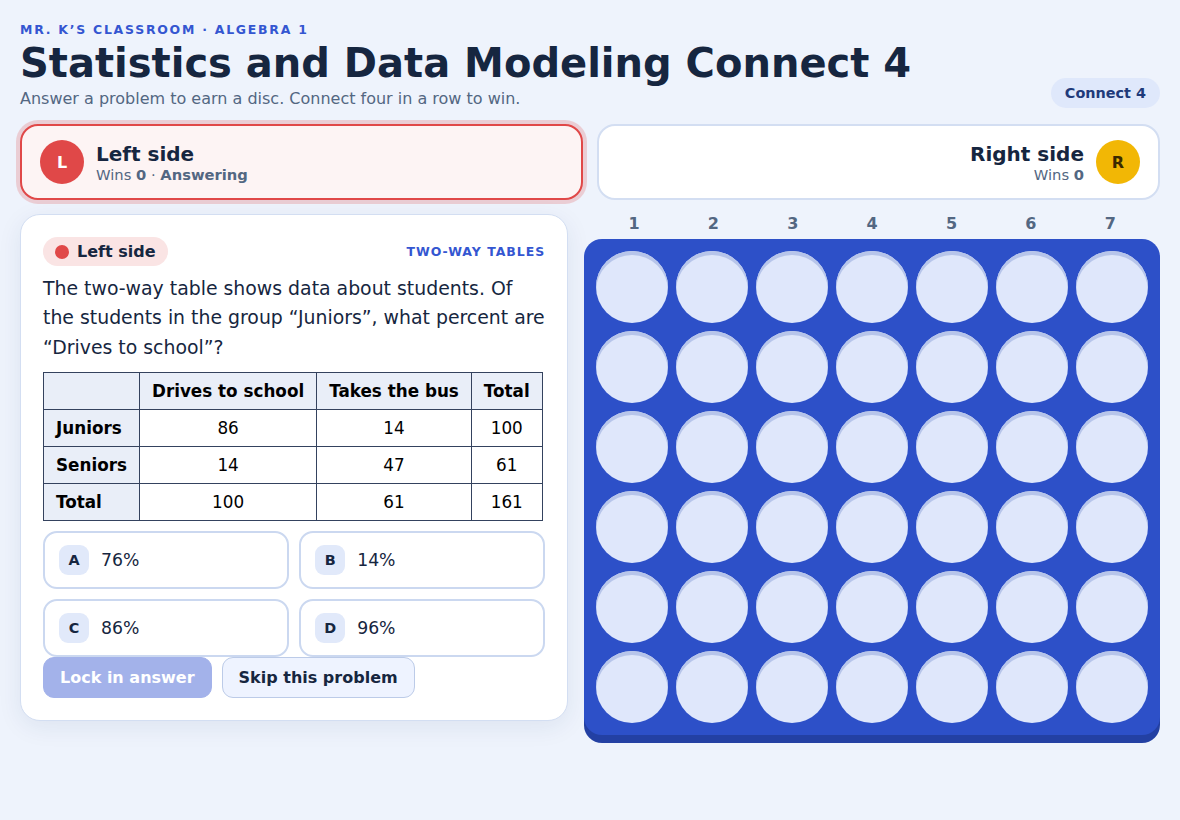 MR. K’S CLASSROOM · ALGEBRA 1
Statistics and Data Modeling Connect 4
Answer a problem to earn a disc. Connect four in a row to win.
Connect 4
L
Left side
Wins 0 · Answering
Right side
Wins 0
R
Left side
TWO-WAY TABLES
The two-way table shows data about students. Of
the students in the group “Juniors”, what percent are
“Drives to school”?
Drives to school Takes the bus Total
Juniors 86 14 100
Seniors 14 47 61
Total 100 61 161
A 76%
B 14%
C 86%
D 96%
Lock in answer
Skip this problem
1 2 3 4 5 6 7